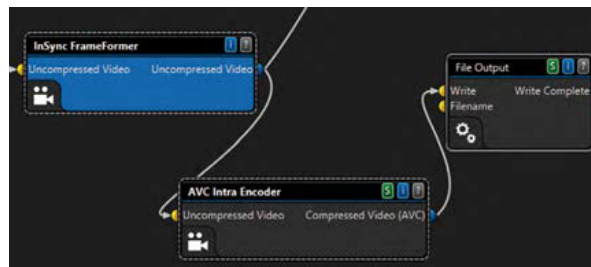 InSync FrameFormer i ?
Uncompressed Video Uncompressed Video
File Output S i ?
Write Write Complete
Filename
AVC Intra Encoder S i ?
Uncompressed Video Compressed Video (AVC)